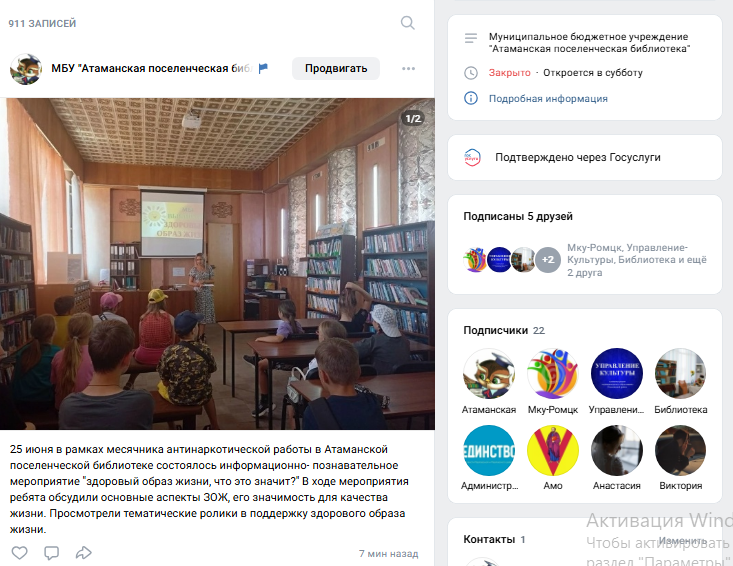 911 ЗАПИСЕЙ
МБУ "Атаманская поселенческая биб
Продвигать
1/2
ЗДОРОВЫЙ
ОБРАЗ ЖИЗ
25 июня в рамках месячника антинаркотической работы в Атаманской
поселенческой библиотеке состоялось информационно- познавательное
мероприятие "здоровый образ жизни, что это значит?" В ходе мероприятия
ребята обсудили основные аспекты ЗОЖ, его значимость для качества
жизни. Просмотрели тематические ролики в поддержку здорового образа
жизни.
7 мин назад
Муниципальное бюджетное учреждение
"Атаманская поселенческая библиотека"
Закрыто · Откроется в субботу
Подробная информация
Подтверждено через Госуслуги
Подписаны 5 друзей
+2
Мку-Ромцк, Управление-
Культуры, Библиотека и ещё
2 друга
Подписчики 22
УПРАВЛЕНИЕ
КУЛЬТУРЫ
Атаманская Мку-Ромцк Управлени... Библиотека
ЕДИНСТВО
Администр... Амо Анастасия Виктория
Контакты 1
Изменить
Активация Wind
Чтобы активировать
раздел "Параметры"